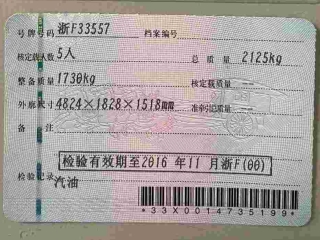 号牌号码 浙F33557 档案编号
核定载人数 5人 总质量 2125kg
整备质量 1730kg 核定载质量 —
外廓尺寸 4824×1828×1518mm 准牵引总质量 —
备注
检验有效期至2016年11月浙F(00)
检验记录
汽油
*33X0014735199*